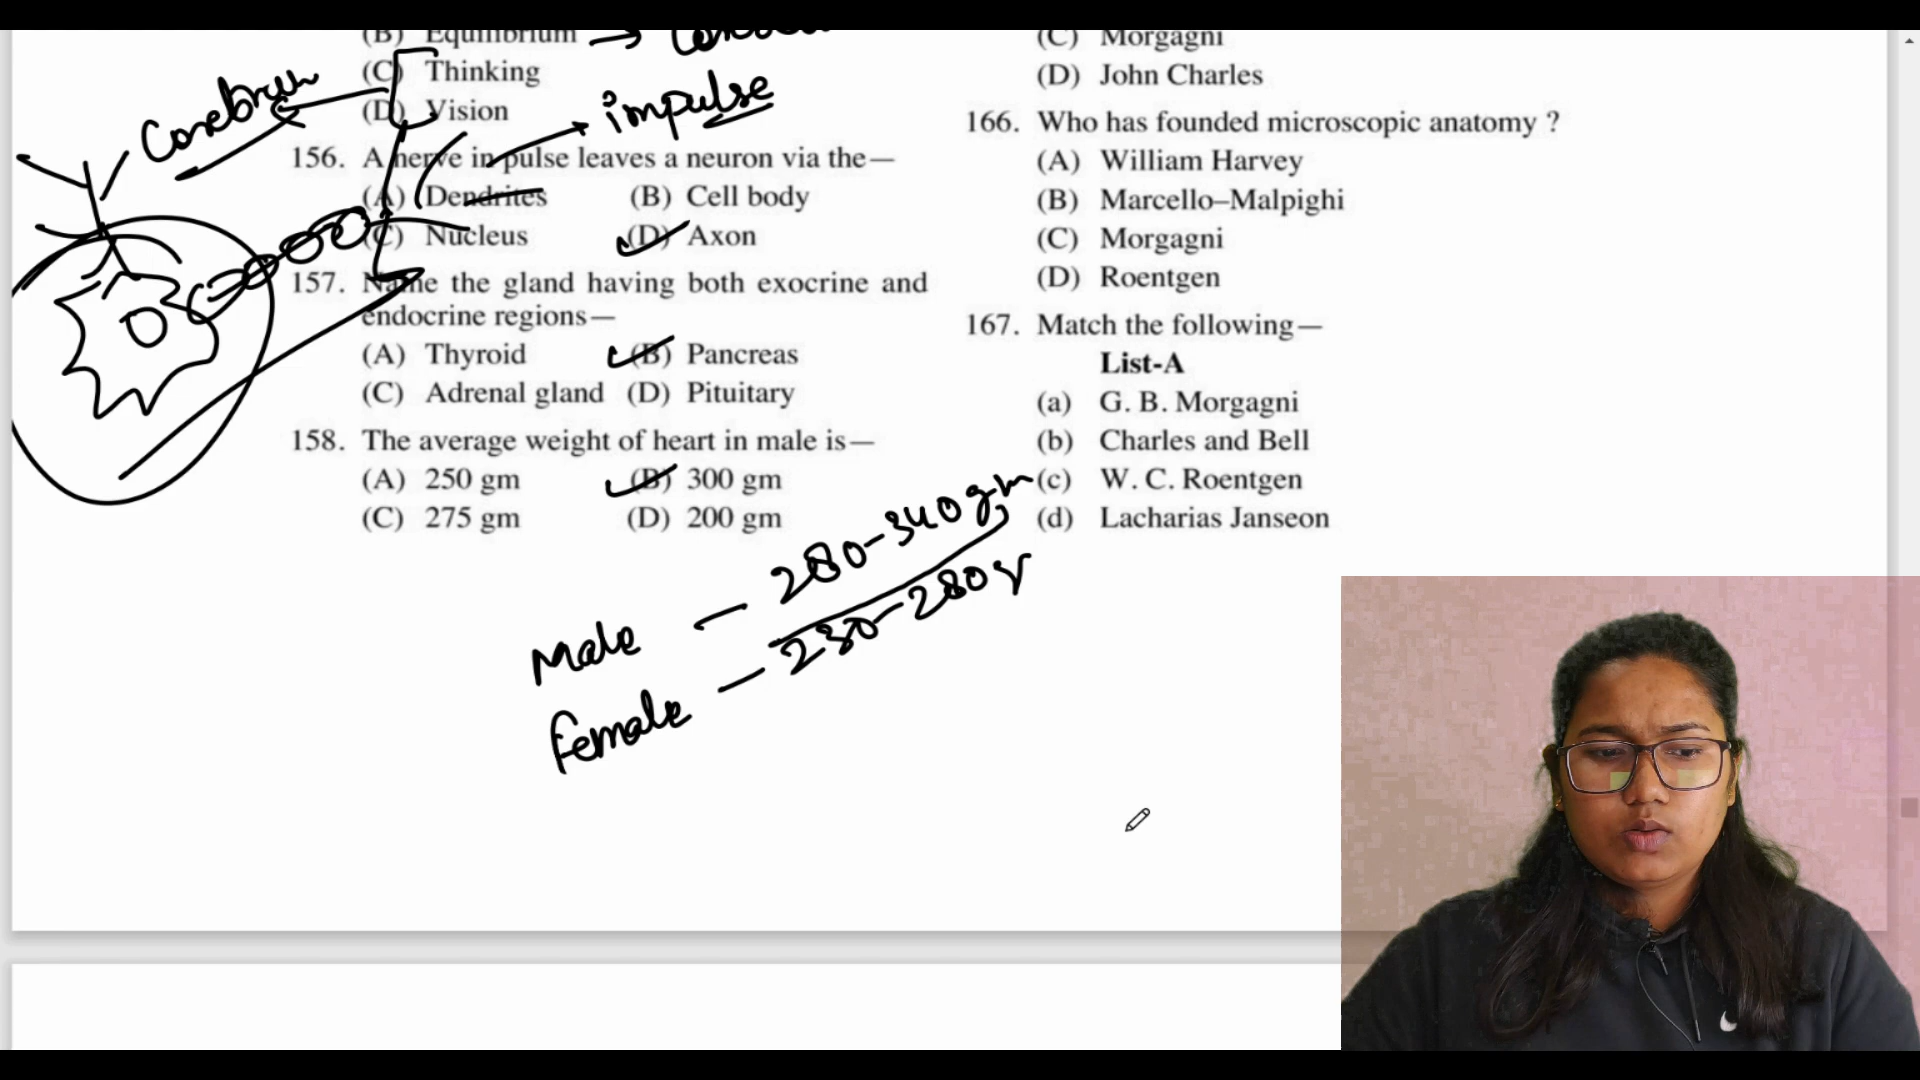 (B) Equilibrium →
(C) Thinking
(D) Vision
Cerebrum
impulse
156. A nerve in pulse leaves a neuron via the—
(A) Dendrites (B) Cell body
(C) Nucleus (D) Axon
157. Name the gland having both exocrine and
endocrine regions—
(A) Thyroid (B) Pancreas
(C) Adrenal gland (D) Pituitary
158. The average weight of heart in male is—
(A) 250 gm (B) 300 gm
(C) 275 gm (D) 200 gm
Male — 280-340gm
female — 230-280g
(C) Morgagni
(D) John Charles
166. Who has founded microscopic anatomy ?
(A) William Harvey
(B) Marcello–Malpighi
(C) Morgagni
(D) Roentgen
167. Match the following—
List-A
(a) G. B. Morgagni
(b) Charles and Bell
(c) W. C. Roentgen
(d) Lacharias Janseon